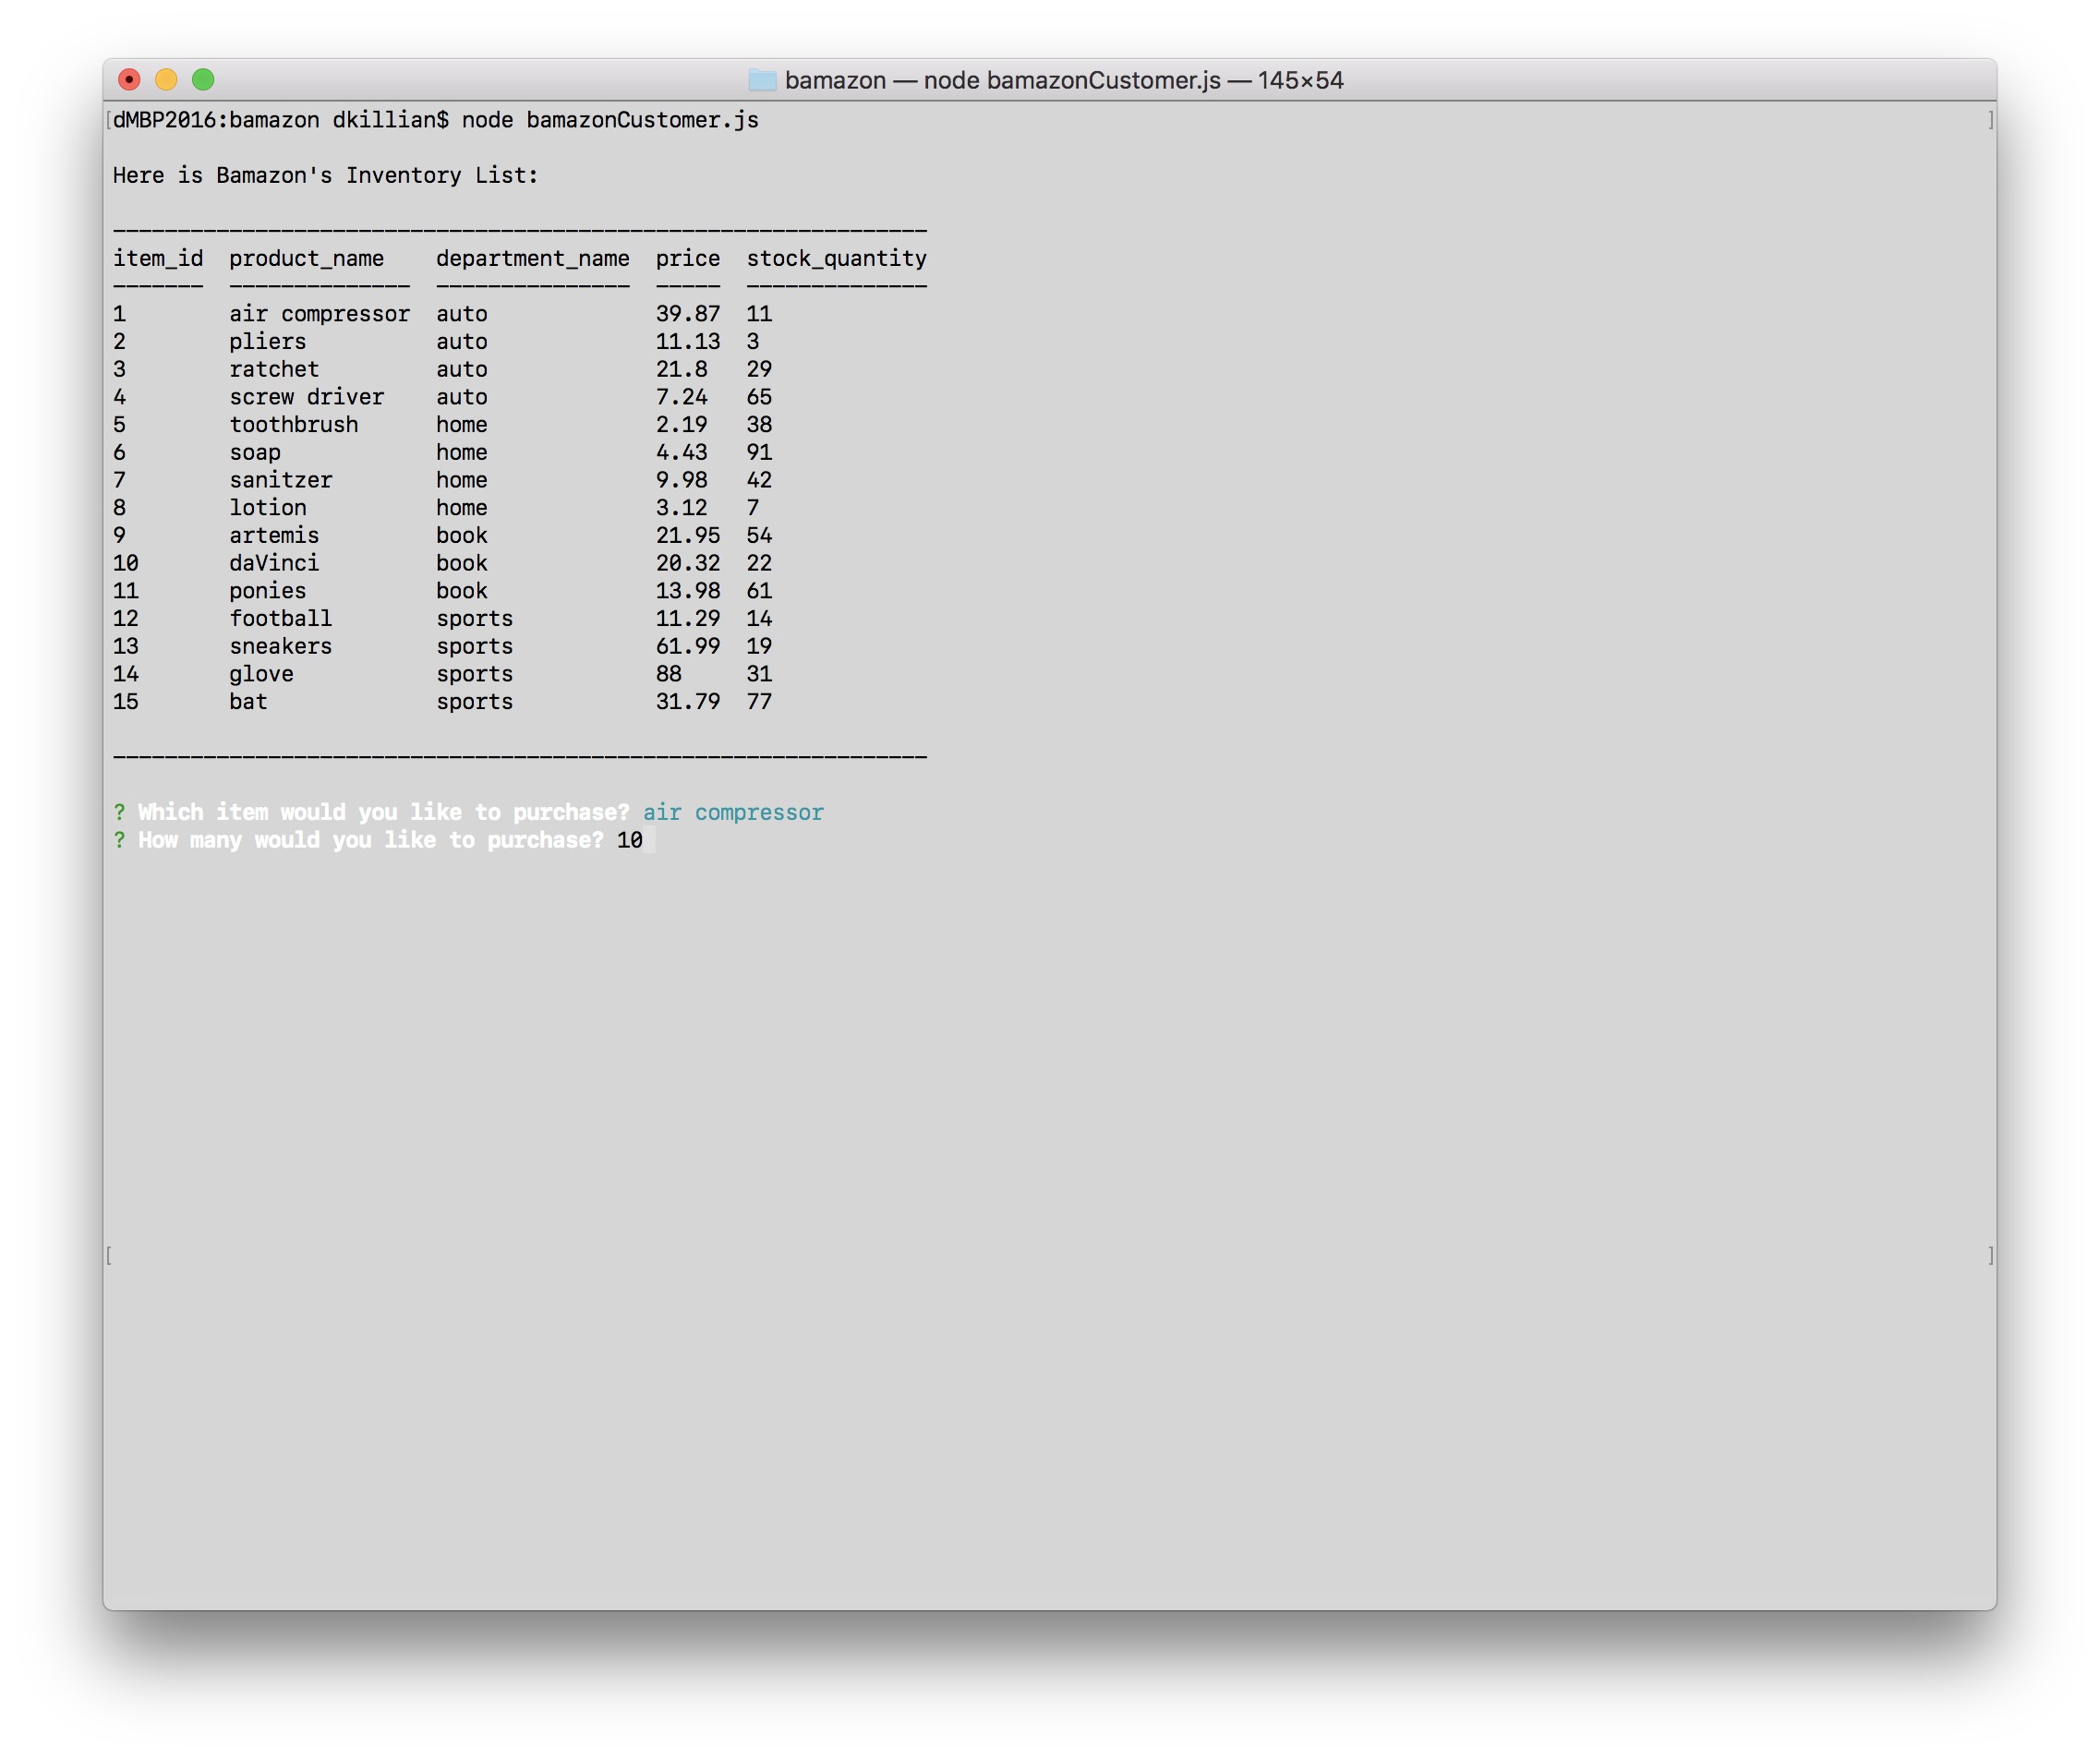 bamazon — node bamazonCustomer.js — 145×54
[dMBP2016:bamazon dkillian$ node bamazonCustomer.js ]
Here is Bamazon's Inventory List:
---------------------------------------------------------------
item_id  product_name    department_name  price  stock_quantity
-------  --------------  ---------------  -----  --------------
1        air compressor  auto             39.87  11
2        pliers          auto             11.13  3
3        ratchet         auto             21.8   29
4        screw driver    auto             7.24   65
5        toothbrush      home             2.19   38
6        soap            home             4.43   91
7        sanitzer        home             9.98   42
8        lotion          home             3.12   7
9        artemis         book             21.95  54
10       daVinci         book             20.32  22
11       ponies          book             13.98  61
12       football        sports           11.29  14
13       sneakers        sports           61.99  19
14       glove           sports           88     31
15       bat             sports           31.79  77
---------------------------------------------------------------
? Which item would you like to purchase? air compressor
? How many would you like to purchase? 10
[ ]